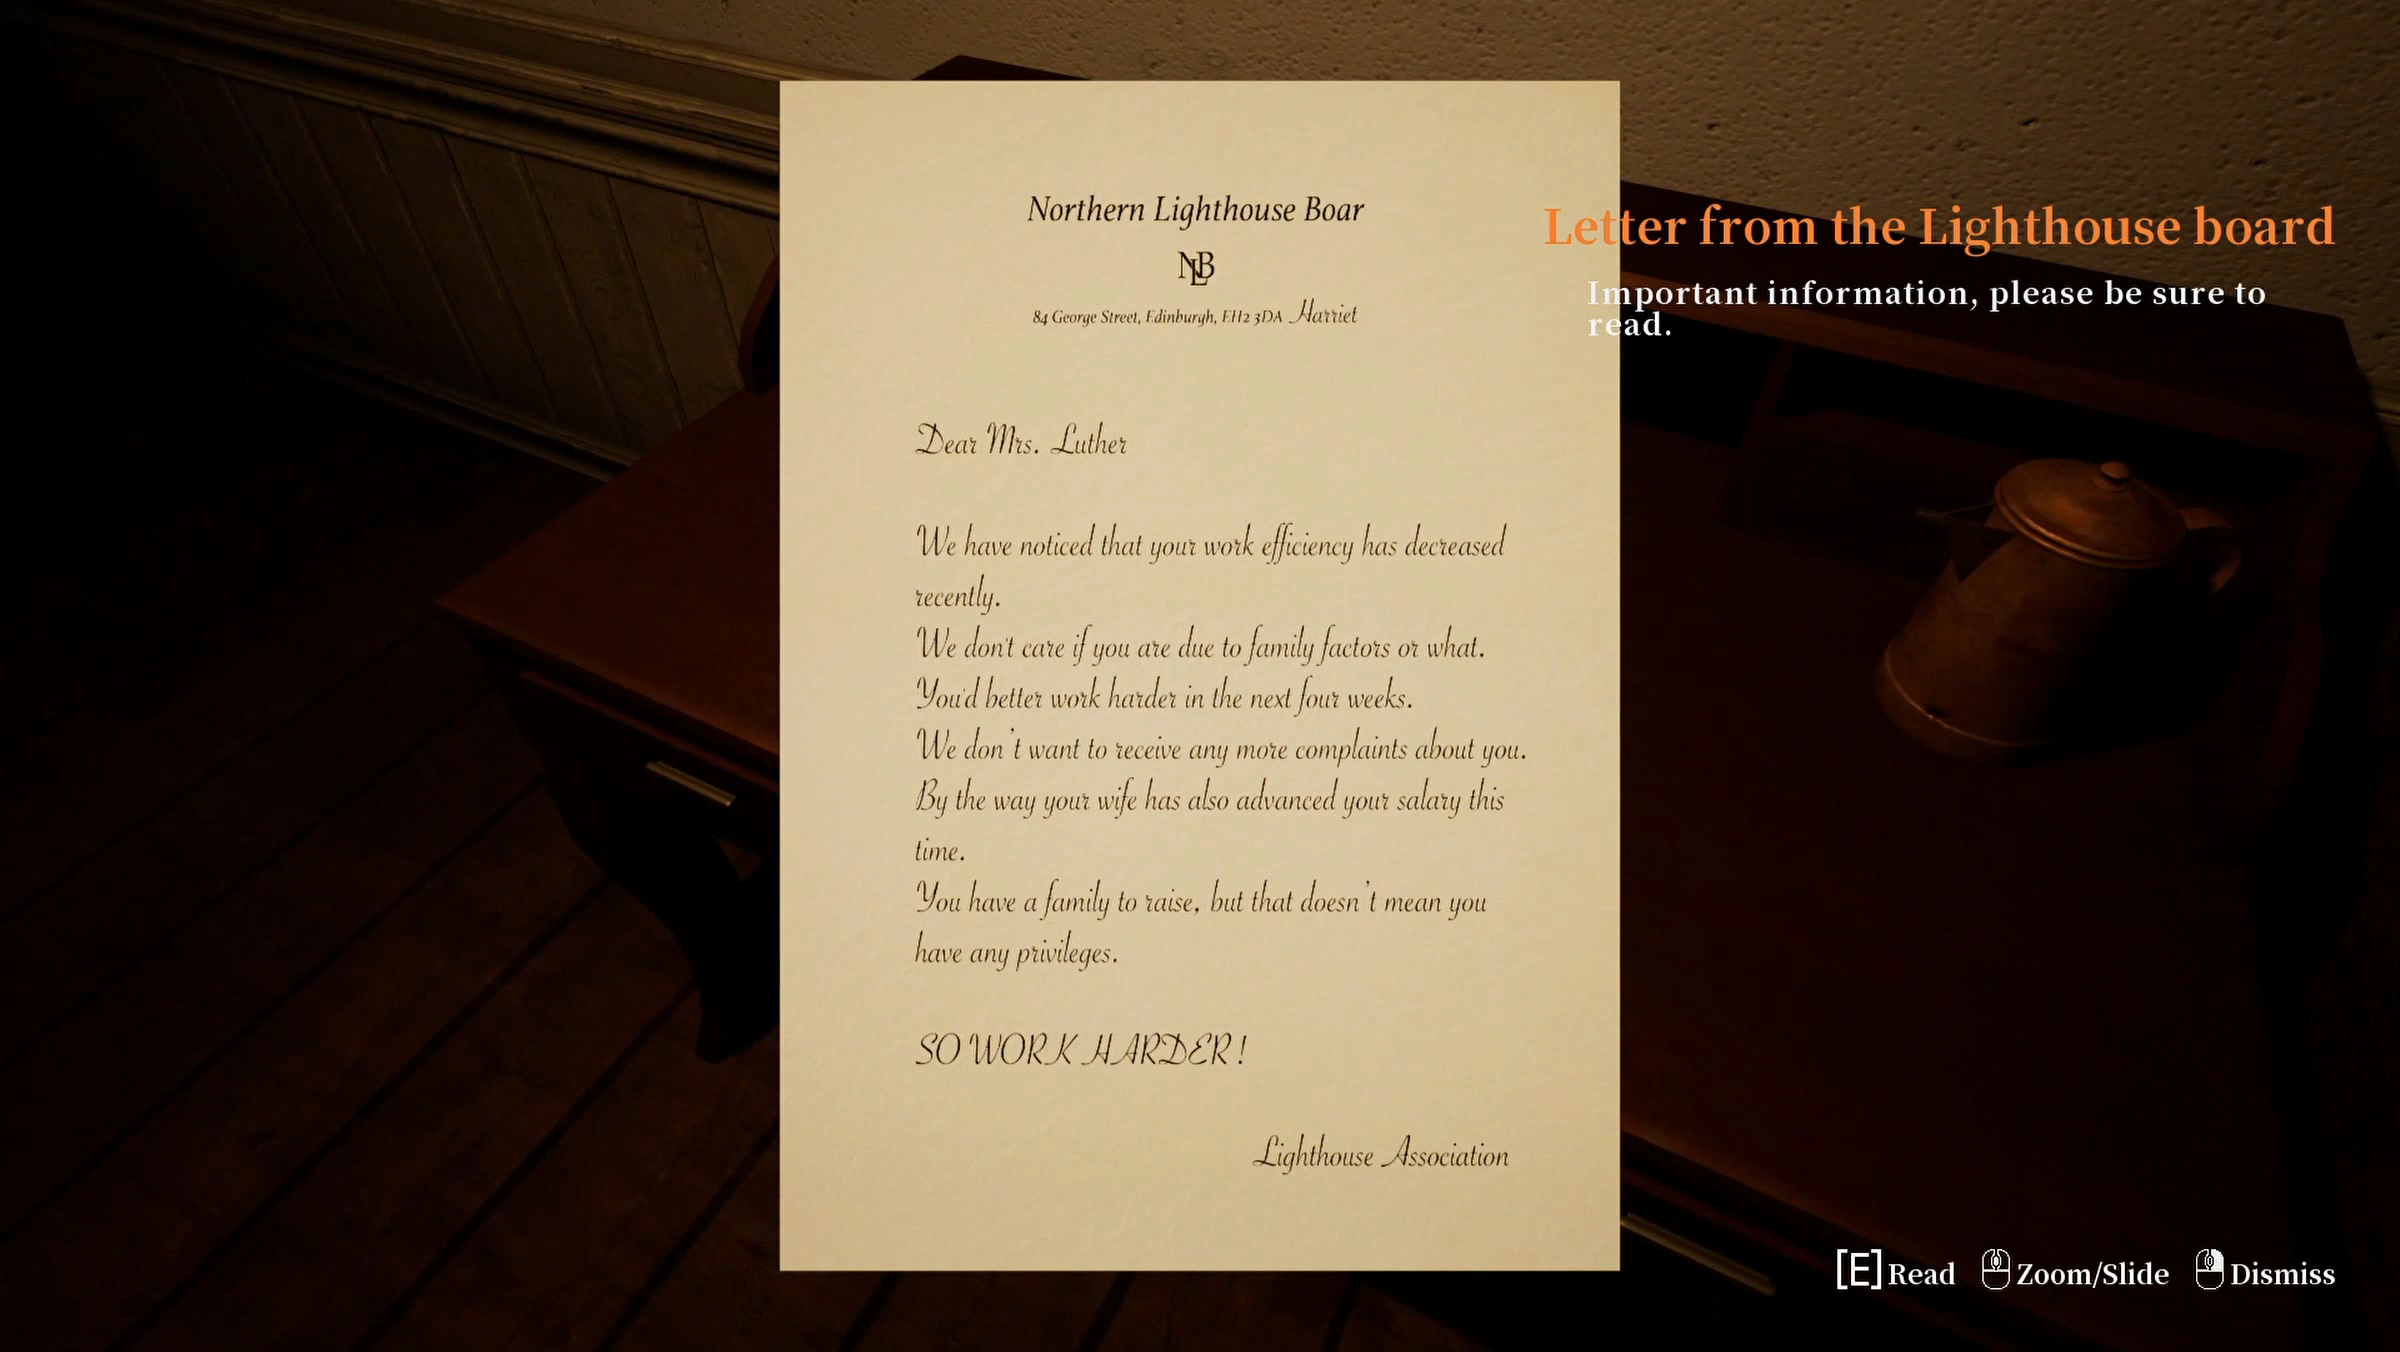 Northern Lighthouse Boar
NLB
84 George Street, Edinburgh, EH2 3DA Harriet
Dear Mrs. Luther
We have noticed that your work efficiency has decreased
recently.
We don't care if you are due to family factors or what.
You'd better work harder in the next four weeks.
We don't want to receive any more complaints about you.
By the way your wife has also advanced your salary this
time.
You have a family to raise, but that doesn't mean you
have any privileges.
SO WORK HARDER!
Lighthouse Association
Letter from the Lighthouse board
Important information, please be sure to
read.
[E] Read Zoom/Slide Dismiss